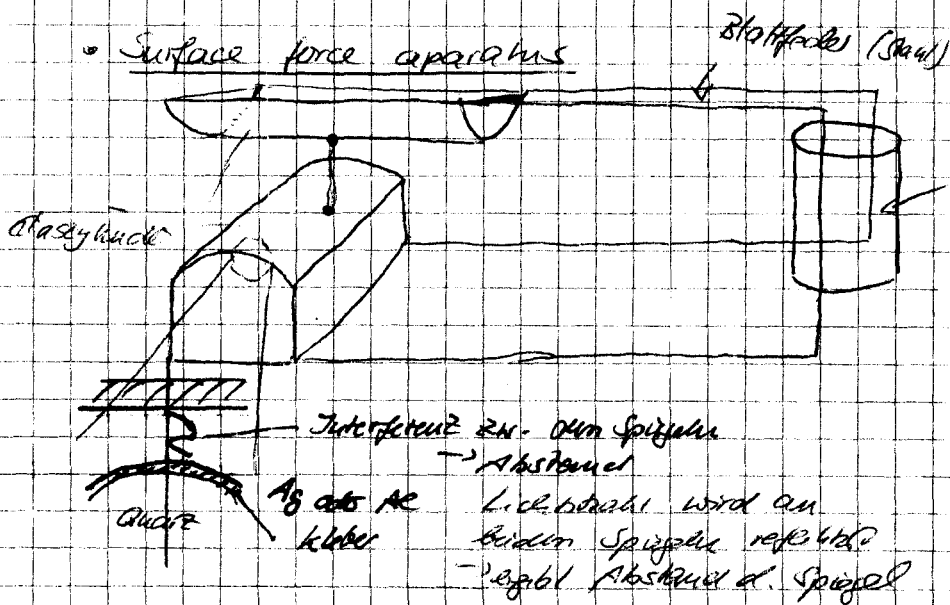 • Surface force aparatus
Blattfeder (Stahl)
Glaszylinder
Interferenz zw. den Spiegeln
→ Abstand
Ag oder Al
Lichtstrahl wird an
Quarz
kleber
beiden Spiegeln reflektiert
→ ergibt Abstand d. Spiegel